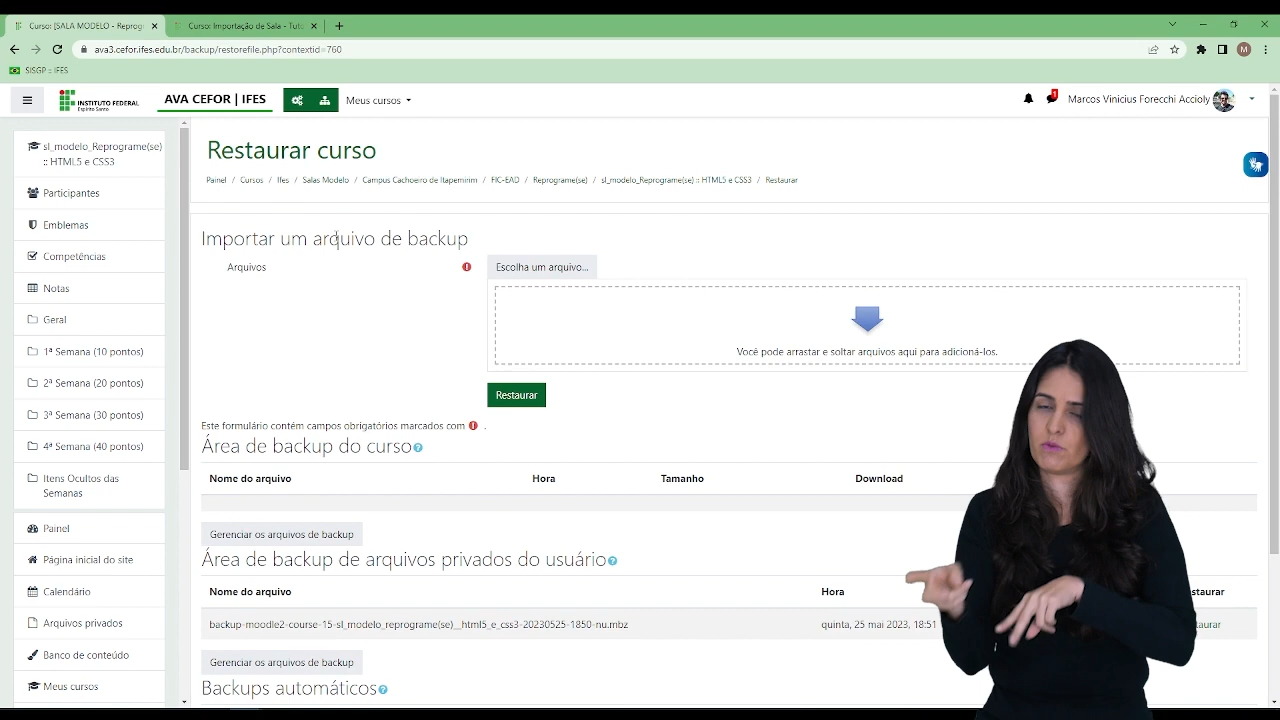 Curso: [SALA MODELO - Reprogr
Curso: Importação de Sala - Tuto
ava3.cefor.ifes.edu.br/backup/restorefile.php?contextid=760
M
SISGP :: IFES
INSTITUTO FEDERAL
Espírito Santo
AVA CEFOR | IFES
Meus cursos
1
Marcos Vinicius Forecchi Accioly
sl_modelo_Reprograme(se)
:: HTML5 e CSS3
Participantes
Emblemas
Competências
Notas
Geral
1ª Semana (10 pontos)
2ª Semana (20 pontos)
3ª Semana (30 pontos)
4ª Semana (40 pontos)
Itens Ocultos das
Semanas
Painel
Página inicial do site
Calendário
Arquivos privados
Banco de conteúdo
Meus cursos
Restaurar curso
Painel / Cursos / Ifes / Salas Modelo / Campus Cachoeiro de Itapemirim / FIC-EAD / Reprograme(se) / sl_modelo_Reprograme(se) :: HTML5 e CSS3 / Restaurar
Importar um arquivo de backup
Arquivos
Escolha um arquivo...
Você pode arrastar e soltar arquivos aqui para adicioná-los.
Restaurar
Este formulário contém campos obrigatórios marcados com .
Área de backup do curso
Nome do arquivo Hora Tamanho Download
Gerenciar os arquivos de backup
Área de backup de arquivos privados do usuário
Nome do arquivo Hora staurar
backup-moodle2-course-15-sl_modelo_reprograme(se)__html5_e_css3-20230525-1850-nu.mbz quinta, 25 mai 2023, 18:51 taurar
Gerenciar os arquivos de backup
Backups automáticos